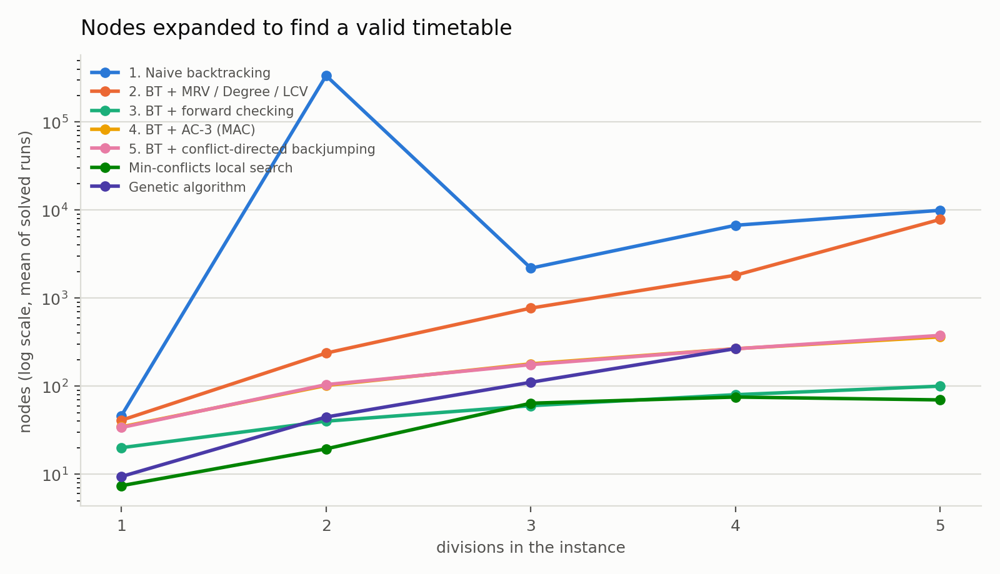 Nodes expanded to find a valid timetable
nodes (log scale, mean of solved runs)
10^5
10^4
10^3
10^2
10^1
1. Naive backtracking
2. BT + MRV / Degree / LCV
3. BT + forward checking
4. BT + AC-3 (MAC)
5. BT + conflict-directed backjumping
Min-conflicts local search
Genetic algorithm
1 2 3 4 5
divisions in the instance